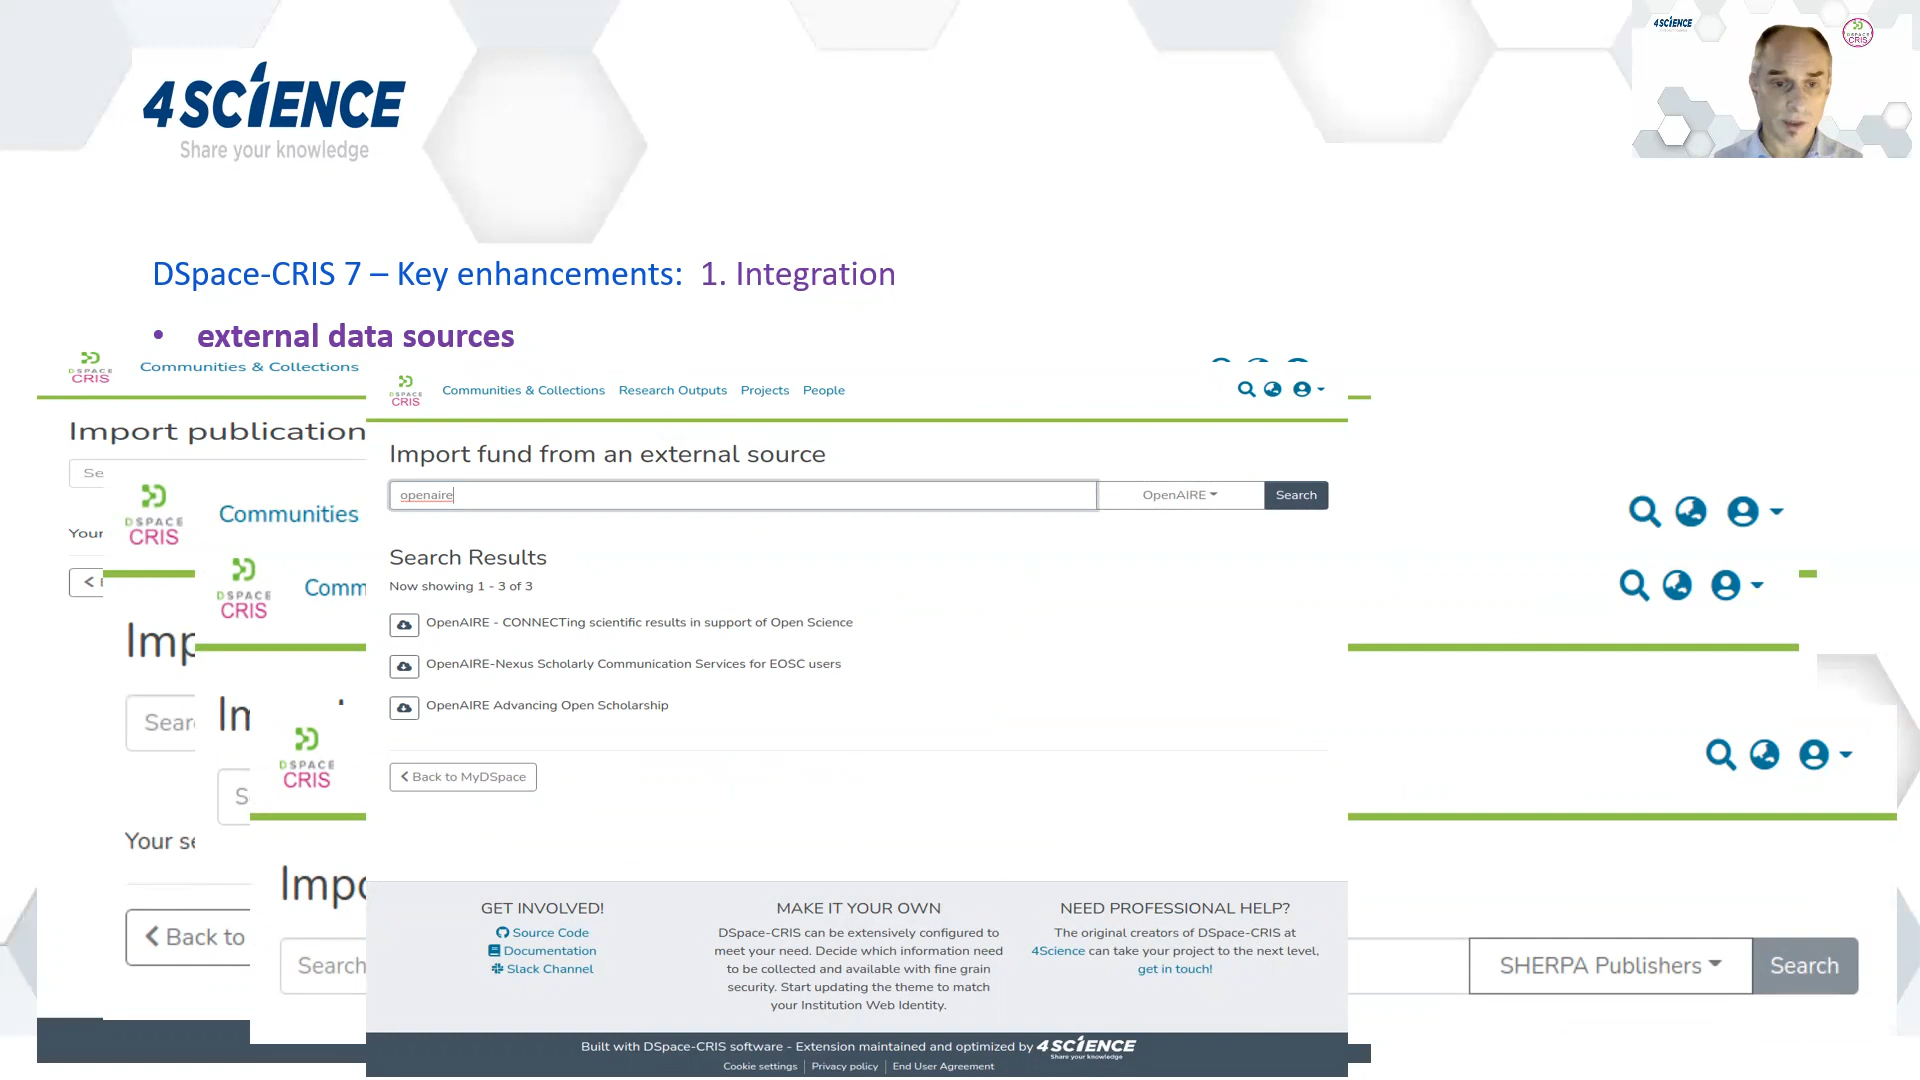 4SCIENCE
Share your knowledge
4SCIENCE
DSPACE
CRIS
DSpace-CRIS 7 – Key enhancements: 1. Integration
• external data sources
DSPACE
CRIS
Communities & Collections
Import publication
Se
Your
DSPACE
CRIS
Communities
Imp
Sear
Your se
Back to
DSPACE
CRIS
Comm
Im
S
DSPACE
CRIS
Impo
Search
SHERPA Publishers
Search
DSPACE
CRIS
Communities & Collections Research Outputs Projects People
Import fund from an external source
openaire OpenAIRE Search
Search Results
Now showing 1 - 3 of 3
OpenAIRE - CONNECTing scientific results in support of Open Science
OpenAIRE-Nexus Scholarly Communication Services for EOSC users
OpenAIRE Advancing Open Scholarship
Back to MyDSpace
GET INVOLVED!
Source Code
Documentation
Slack Channel
MAKE IT YOUR OWN
DSpace-CRIS can be extensively configured to
meet your need. Decide which information need
to be collected and available with fine grain
security. Start updating the theme to match
your Institution Web Identity.
NEED PROFESSIONAL HELP?
The original creators of DSpace-CRIS at
4Science can take your project to the next level,
get in touch!
Built with DSpace-CRIS software - Extension maintained and optimized by 4SCIENCE
Share your knowledge
Cookie settings Privacy policy End User Agreement